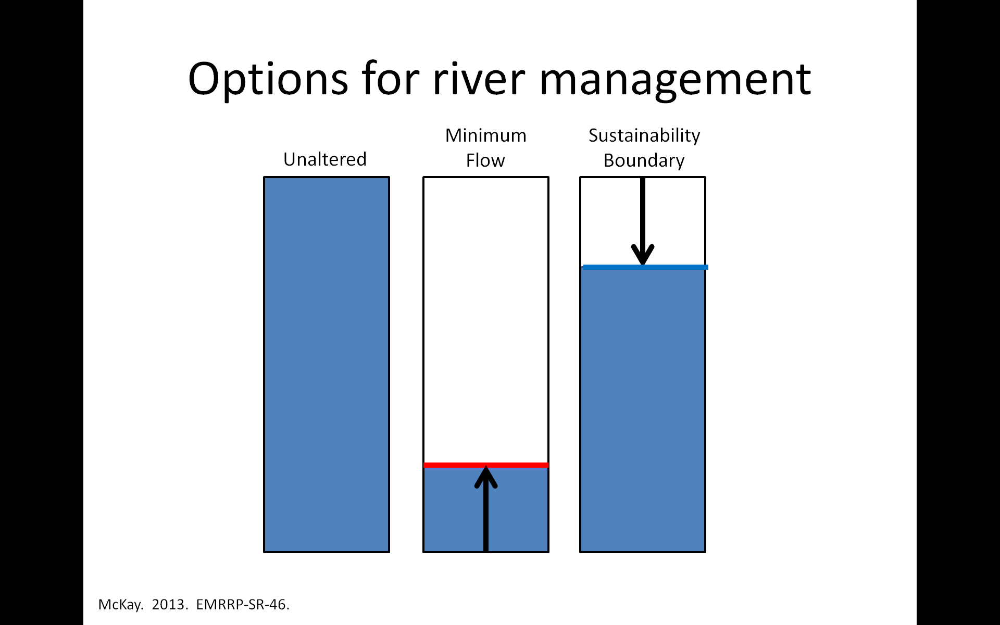 Options for river management
Unaltered
Minimum
Flow
Sustainability
Boundary
McKay.  2013.  EMRRP-SR-46.